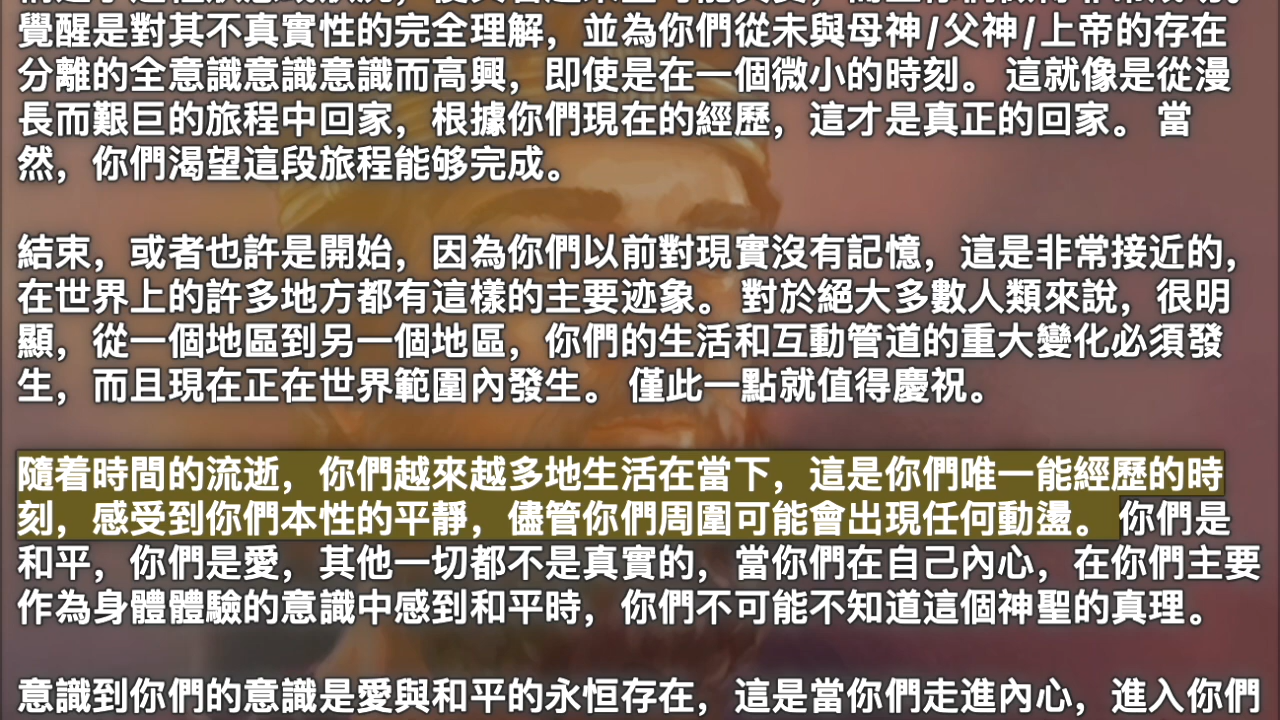 覺醒是對其不真實性的完全理解，並為你們從未與母神/父神/上帝的存在
分離的全意識意識意識而高興，即使是在一個微小的時刻。 這就像是從漫
長而艱巨的旅程中回家，根據你們現在的經歷，這才是真正的回家。 當
然，你們渴望這段旅程能够完成。
結束，或者也許是開始，因為你們以前對現實沒有記憶，這是非常接近的，
在世界上的許多地方都有這樣的主要迹象。 對於絕大多數人類來說，很明
顯，從一個地區到另一個地區，你們的生活和互動管道的重大變化必須發
生，而且現在正在世界範圍內發生。 僅此一點就值得慶祝。
隨着時間的流逝，你們越來越多地生活在當下，這是你們唯一能經歷的時
刻，感受到你們本性的平靜，儘管你們周圍可能會出現任何動盪。 你們是
和平，你們是愛，其他一切都不是真實的，當你們在自己內心，在你們主要
作為身體體驗的意識中感到和平時，你們不可能不知道這個神聖的真理。
意識到你們的意識是愛與和平的永恒存在，這是當你們走進內心，進入你們